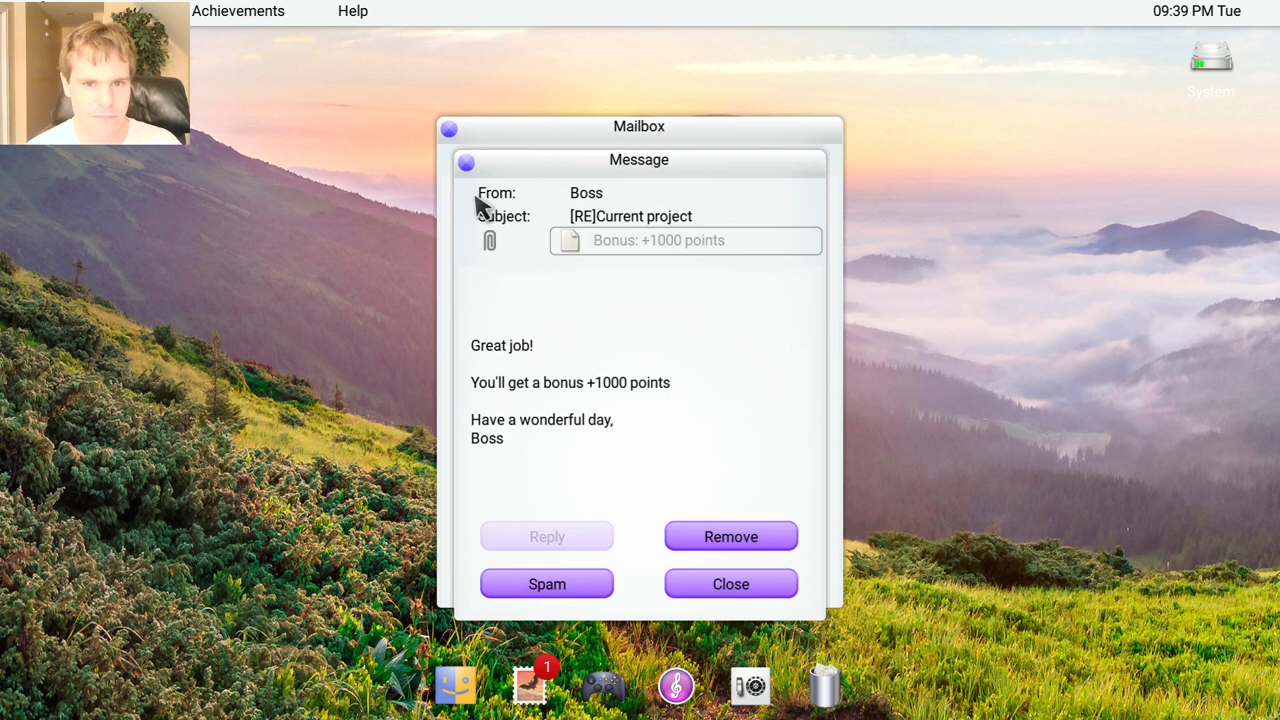 Achievements Help 09:39 PM Tue
System
Mailbox
Message
From: Boss
Subject: [RE]Current project
Bonus: +1000 points
Great job!
You'll get a bonus +1000 points
Have a wonderful day,
Boss
Reply Remove
Spam Close
1